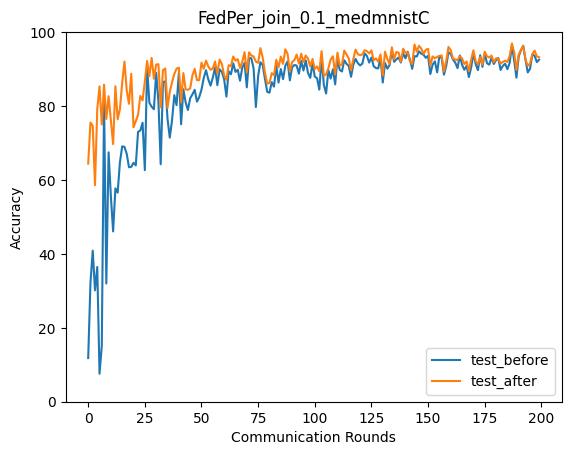 FedPer_join_0.1_medmnistC
100
80
60
40
20
0
Accuracy
0 25 50 75 100 125 150 175 200
Communication Rounds
test_before
test_after